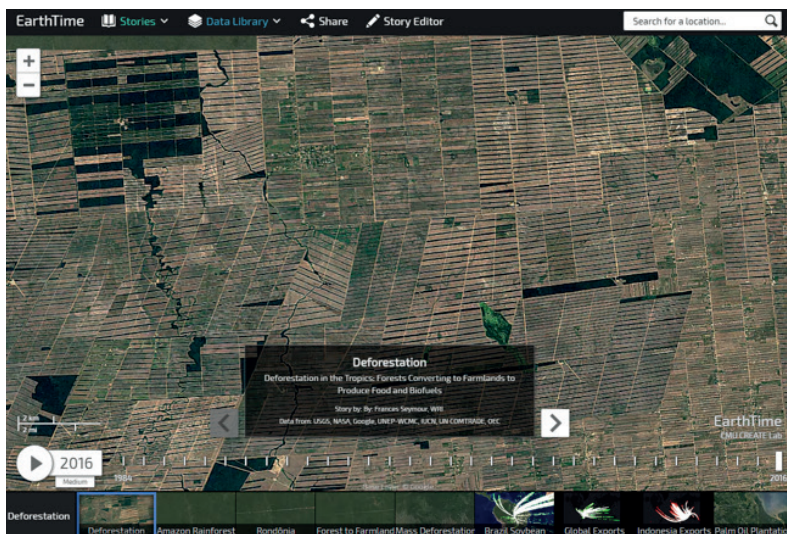 EarthTime Stories Data Library Share Story Editor Search for a location...
+
−
Deforestation
Deforestation in the Tropics: Forests Converting to Farmlands to
Produce Food and Biofuels
Story by: By: Frances Seymour, WRI
Data from: USGS, NASA, Google, UNEP-WCMC, IUCN, UN COMTRADE, OEC
2 km
2 mi
EarthTime
CMU CREATE Lab
2016
Medium
1984
2016
Deforestation
Deforestation Amazon Rainforest Rondônia Forest to Farmland Mass Deforestation Brazil Soybean Global Exports Indonesia Exports Palm Oil Plantatio